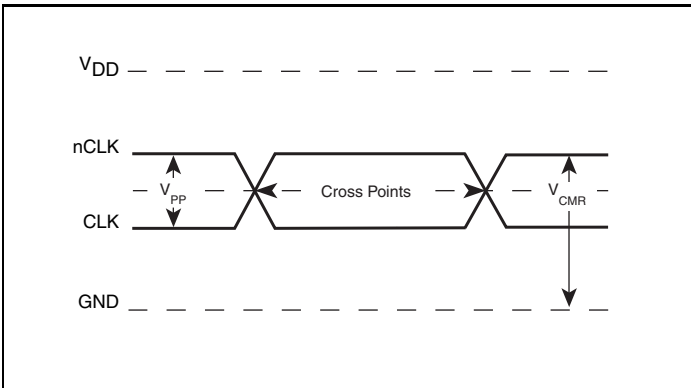 VDD
nCLK
VPP
Cross Points
VCMR
CLK
GND